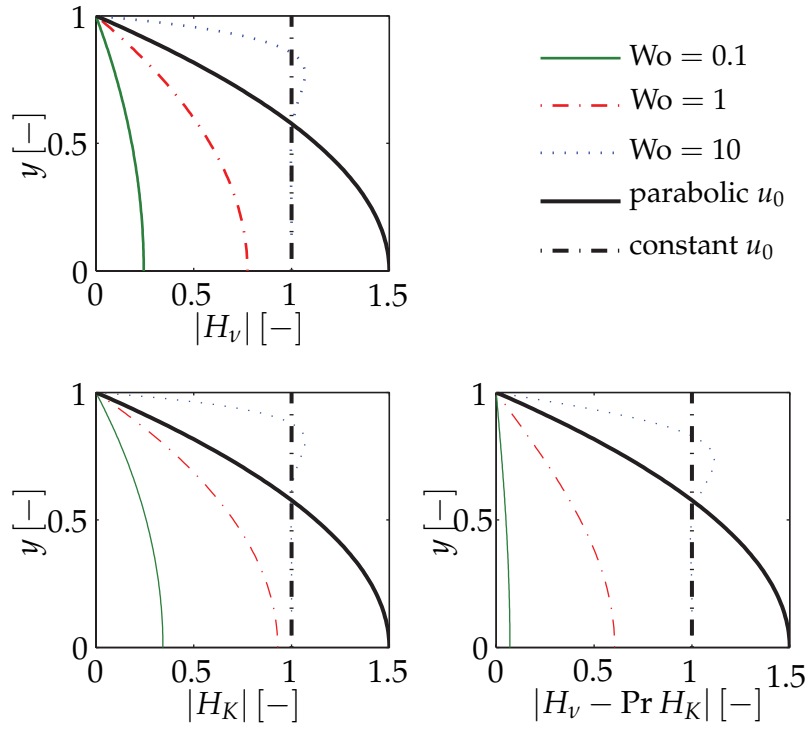 1
0.5
0
y [−]
0
0.5
1
1.5
|H_ν| [−]
Wo = 0.1
Wo = 1
Wo = 10
parabolic u_0
constant u_0
1
0.5
0
y [−]
0
0.5
1
1.5
|H_K| [−]
1
0.5
0
y [−]
0
0.5
1
1.5
|H_ν − Pr H_K| [−]